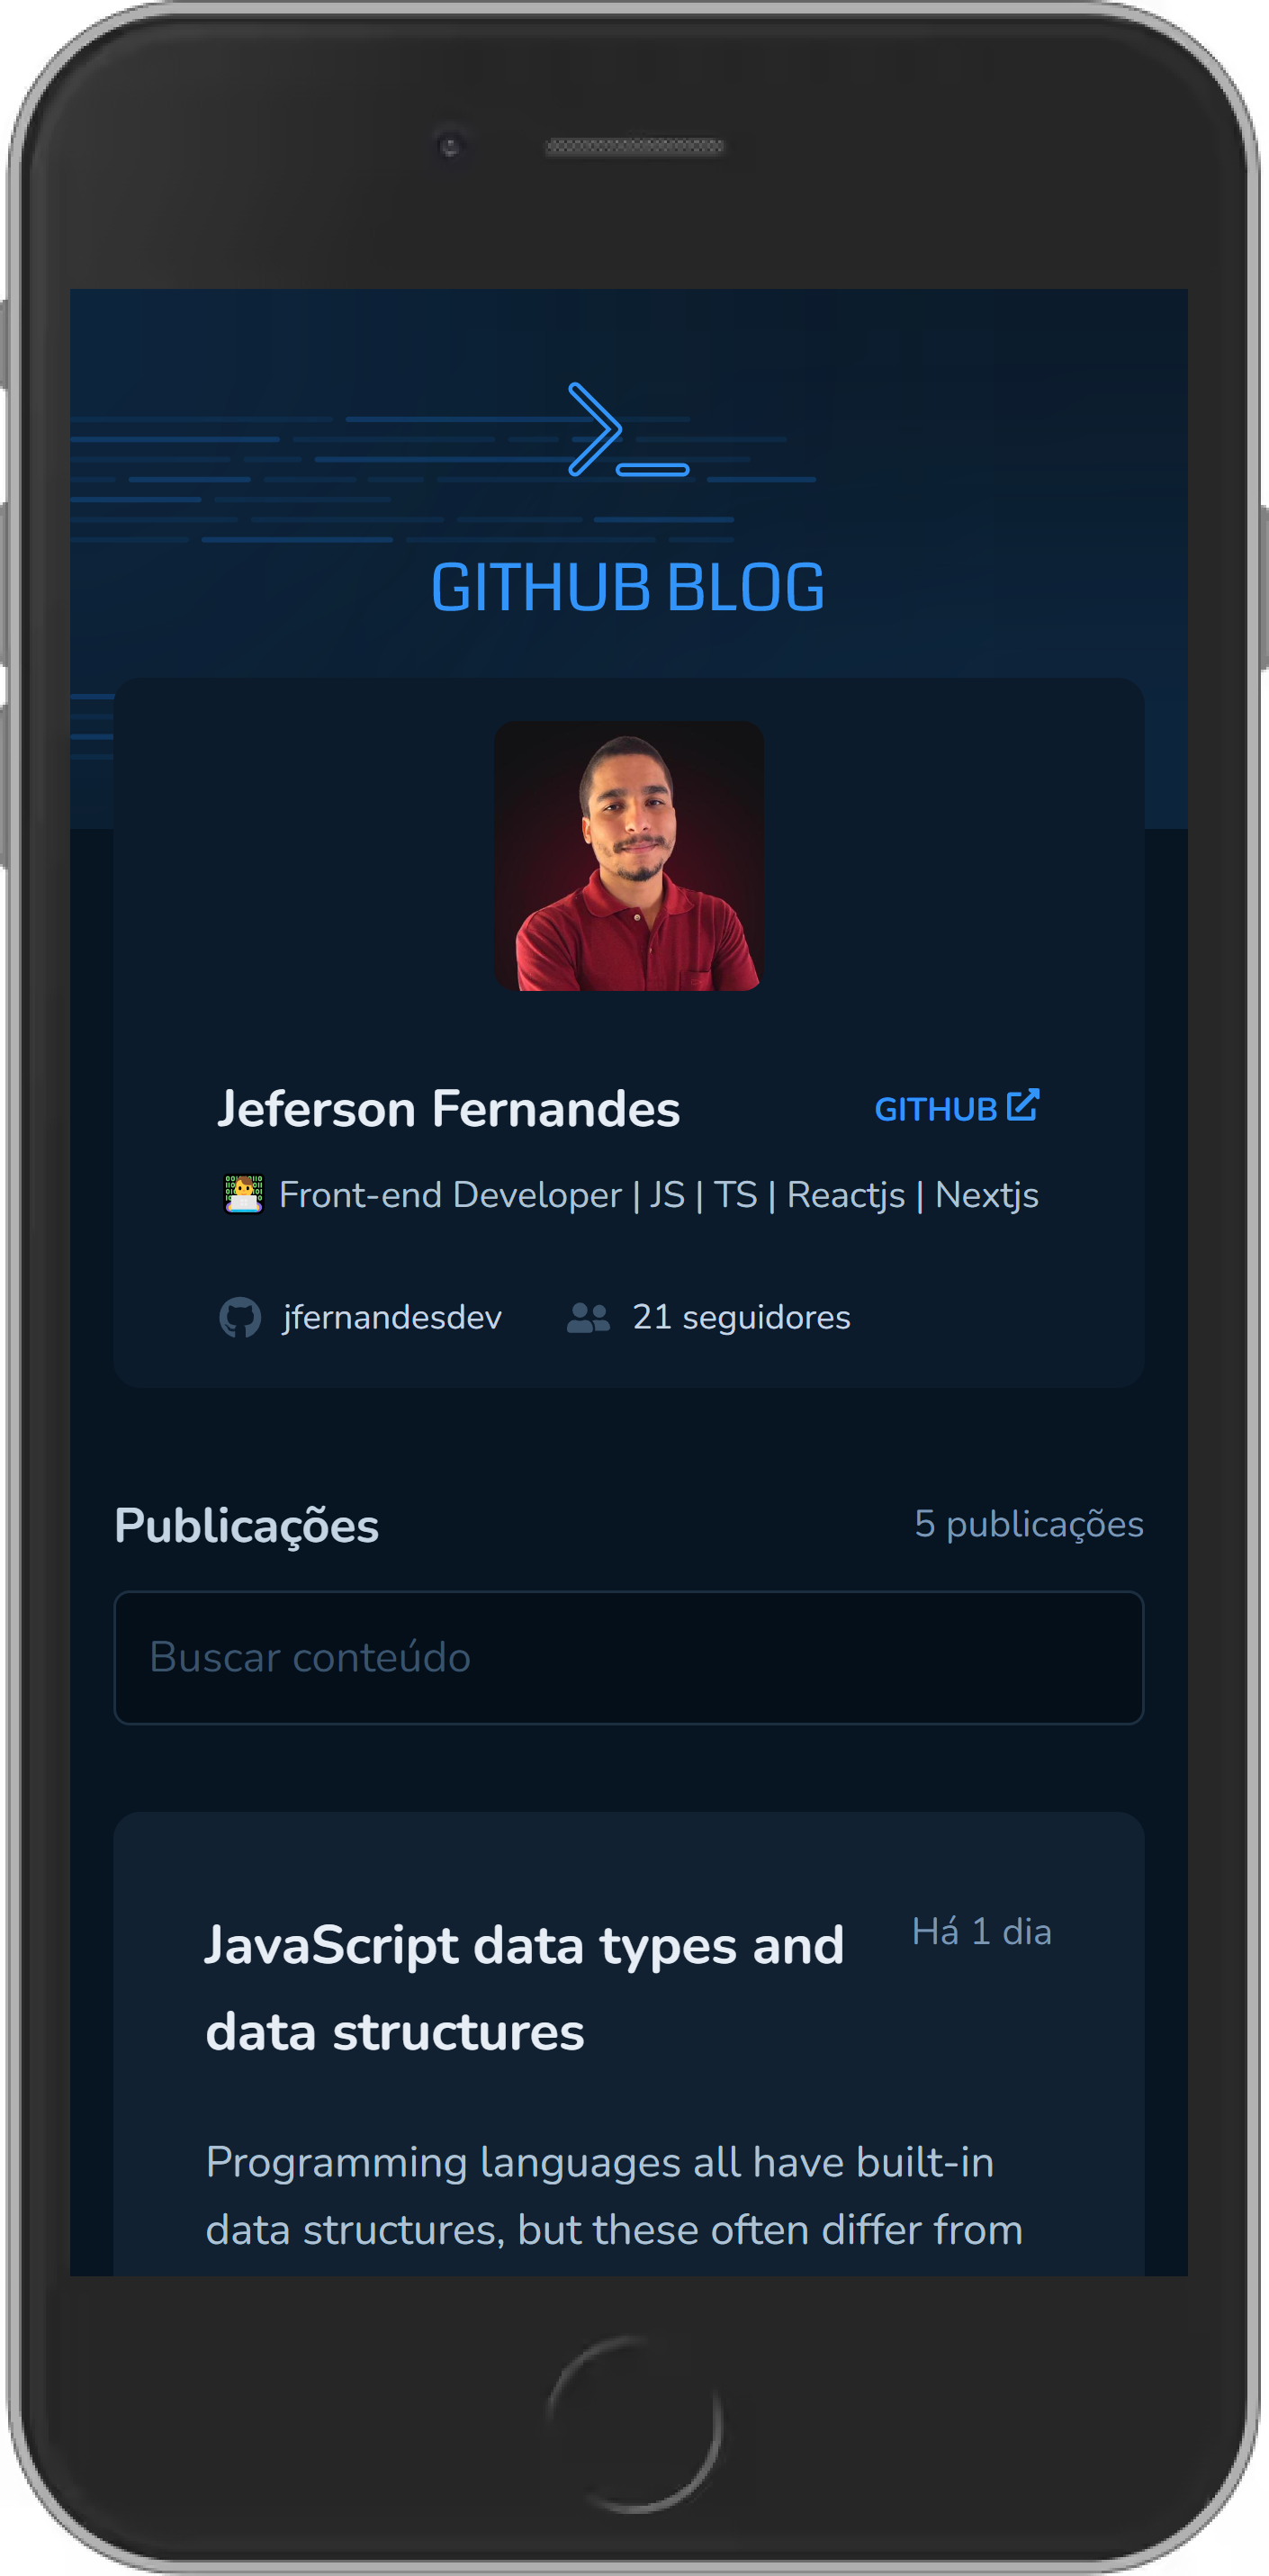 GITHUB BLOG
Jeferson Fernandes
GITHUB
Front-end Developer | JS | TS | Reactjs | Nextjs
jfernandesdev
21 seguidores
Publicações
5 publicações
Buscar conteúdo
JavaScript data types and
data structures
Há 1 dia
Programming languages all have built-in
data structures, but these often differ from